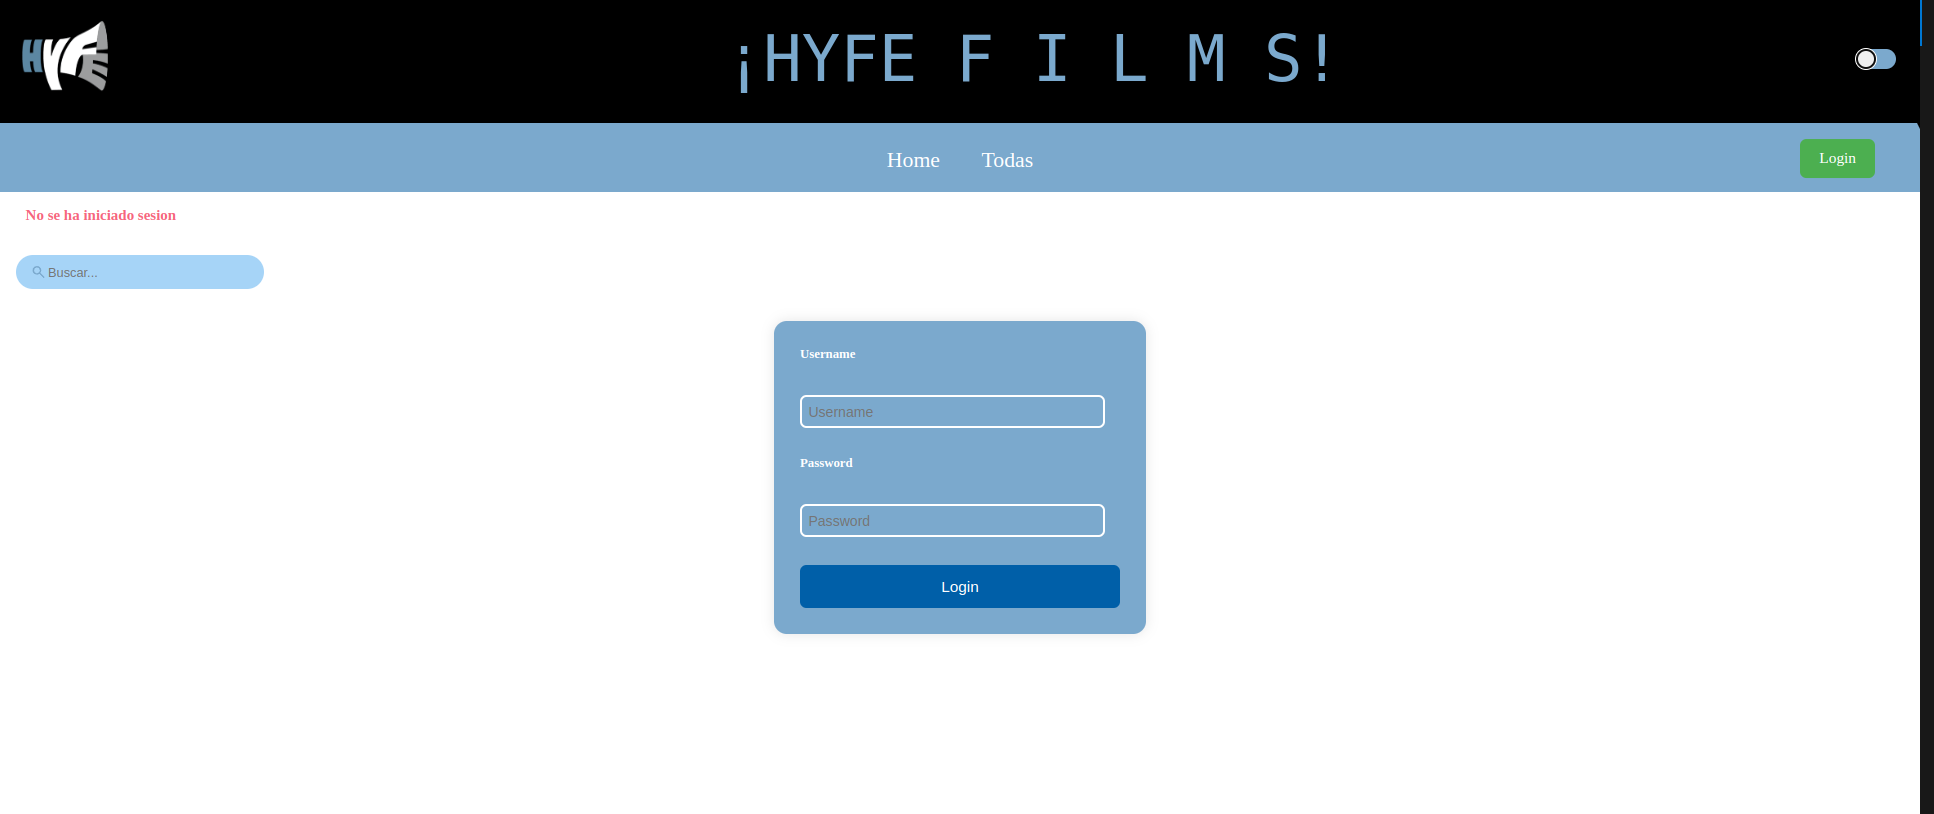 HYFE
¡HYFE F I L M S!
Home Todas Login
No se ha iniciado sesion
Buscar...
Username
Username
Password
Password
Login